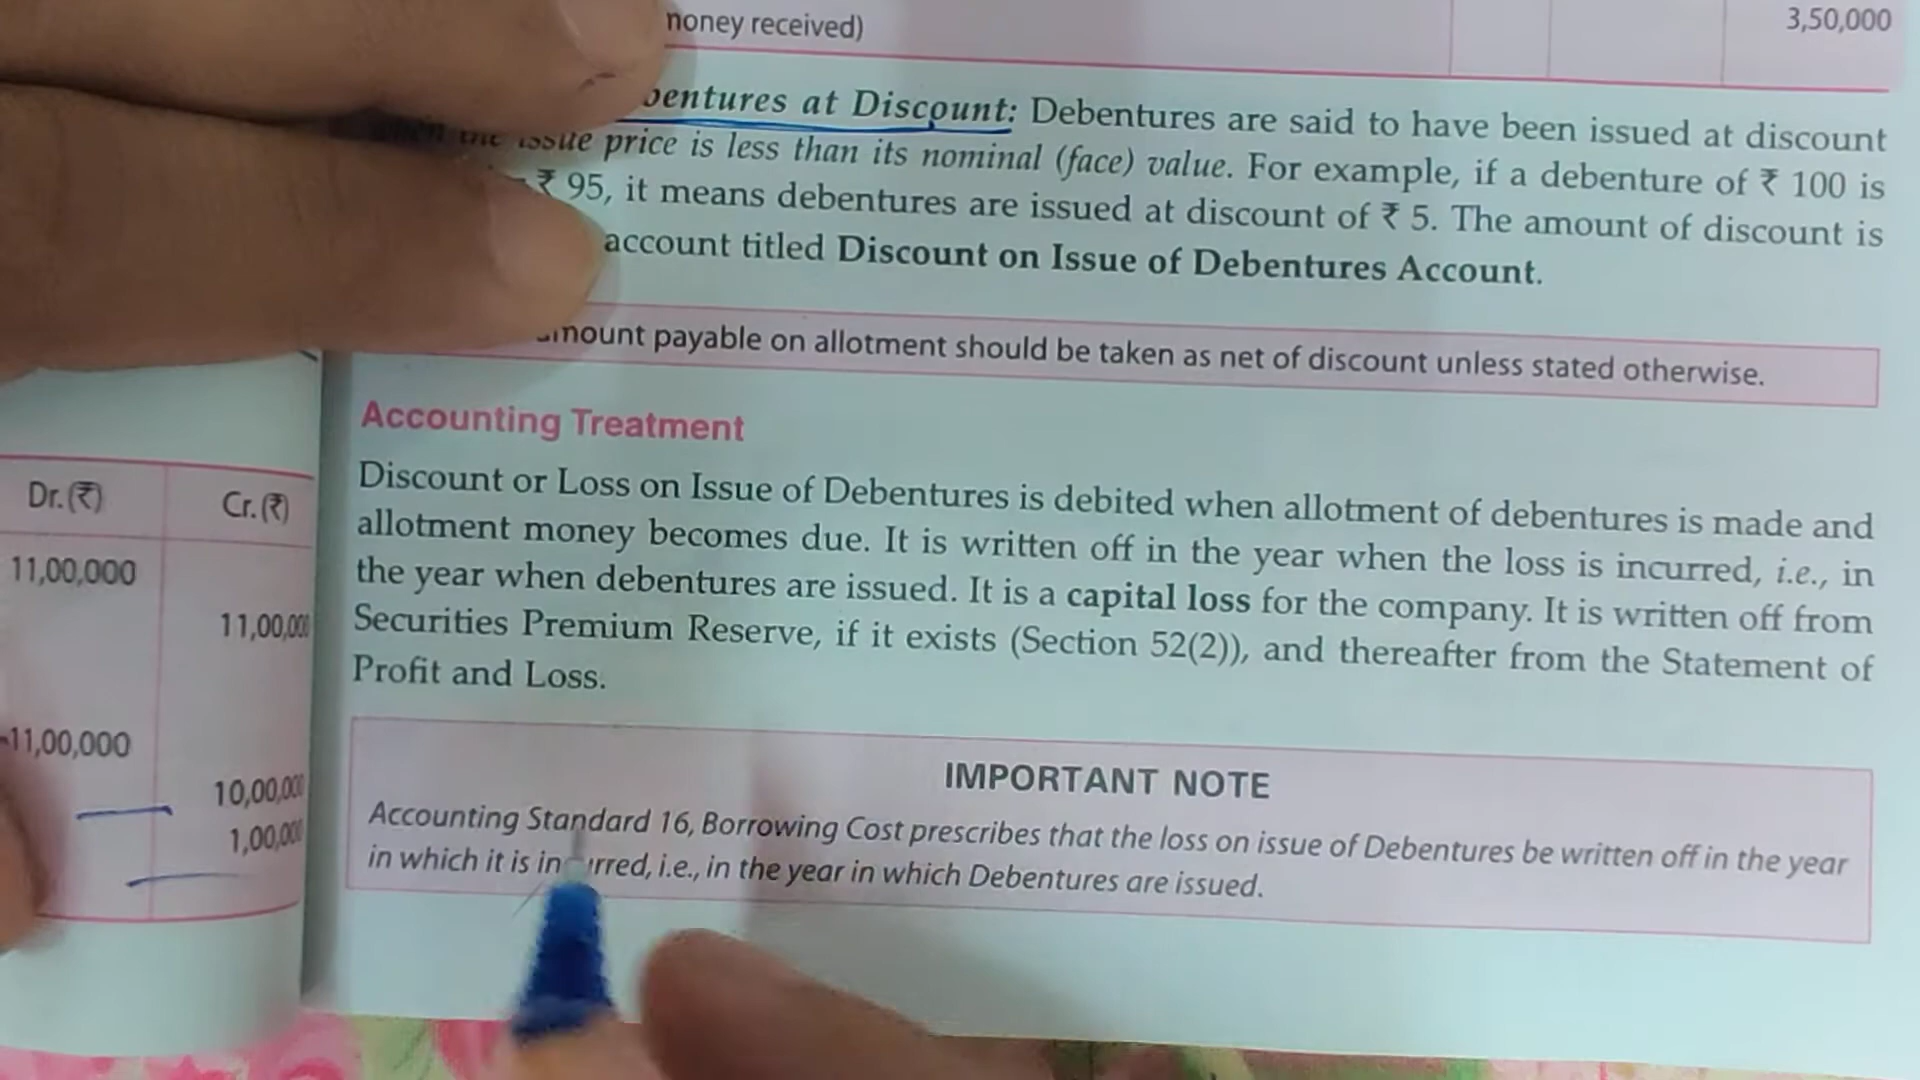 money received)
3,50,000
Debentures at Discount: Debentures are said to have been issued at discount
when the issue price is less than its nominal (face) value. For example, if a debenture of ₹ 100 is
₹ 95, it means debentures are issued at discount of ₹ 5. The amount of discount is
account titled Discount on Issue of Debentures Account.
amount payable on allotment should be taken as net of discount unless stated otherwise.
Accounting Treatment
Discount or Loss on Issue of Debentures is debited when allotment of debentures is made and
allotment money becomes due. It is written off in the year when the loss is incurred, i.e., in
the year when debentures are issued. It is a capital loss for the company. It is written off from
Securities Premium Reserve, if it exists (Section 52(2)), and thereafter from the Statement of
Profit and Loss.
IMPORTANT NOTE
Accounting Standard 16, Borrowing Cost prescribes that the loss on issue of Debentures be written off in the year
in which it is incurred, i.e., in the year in which Debentures are issued.
Dr.(₹) Cr.(₹)
11,00,000
11,00,000
11,00,000
10,00,000
1,00,000